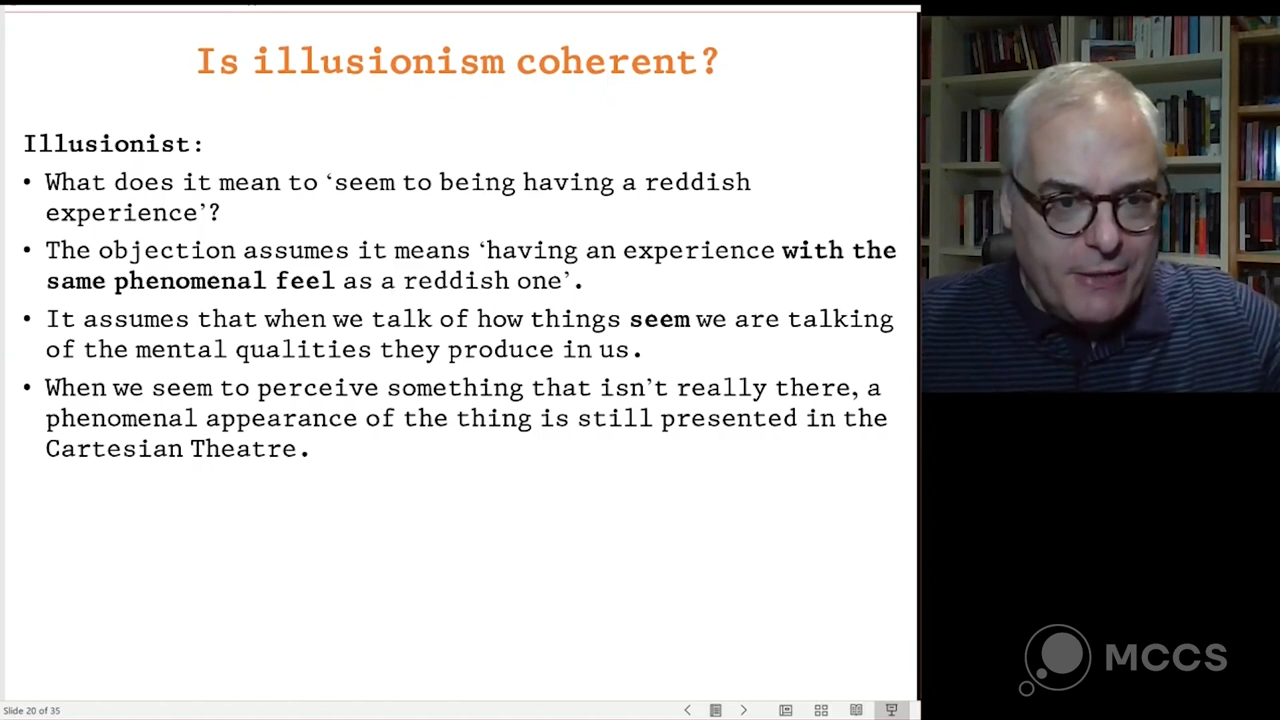 Is illusionism coherent?
Illusionist:
• What does it mean to ‘seem to being having a reddish
experience’?
• The objection assumes it means ‘having an experience with the
same phenomenal feel as a reddish one’.
• It assumes that when we talk of how things seem we are talking
of the mental qualities they produce in us.
• When we seem to perceive something that isn’t really there, a
phenomenal appearance of the thing is still presented in the
Cartesian Theatre.
Slide 20 of 35
MCCS